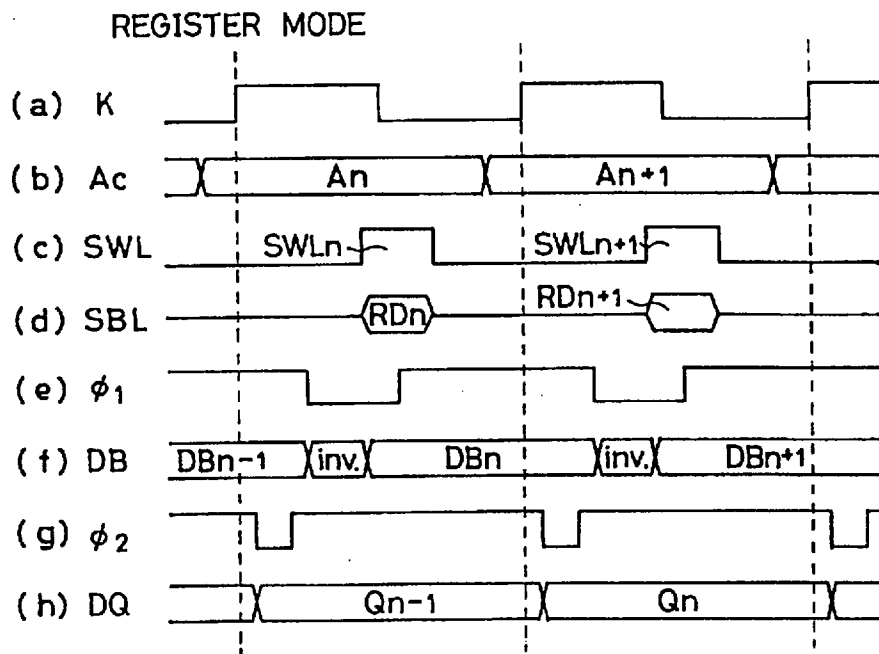 REGISTER MODE
(a) K
(b) Ac An An+1
(c) SWL SWLn SWLn+1
(d) SBL RDn RDn+1
(e) ϕ1
(f) DB DBn-1 inv. DBn inv. DBn+1
(g) ϕ2
(h) DQ Qn-1 Qn